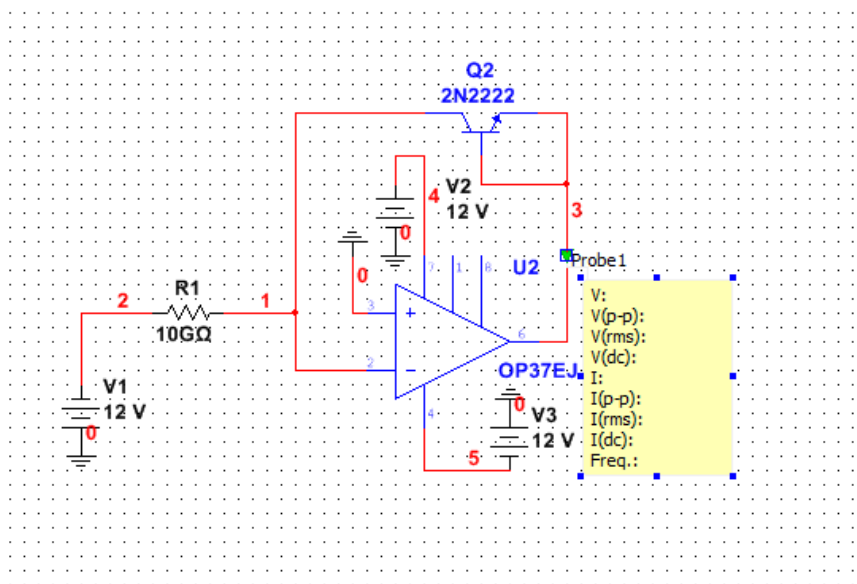 Q2
2N2222
4
V2
12 V
0
3
0
7
1
8
U2
Probe1
R1
2
1
10GΩ
3
+
6
2
-
OP37EJ
V1
12 V
0
4
0
V3
12 V
5
V:
V(p-p):
V(rms):
V(dc):
I:
I(p-p):
I(rms):
I(dc):
Freq.: